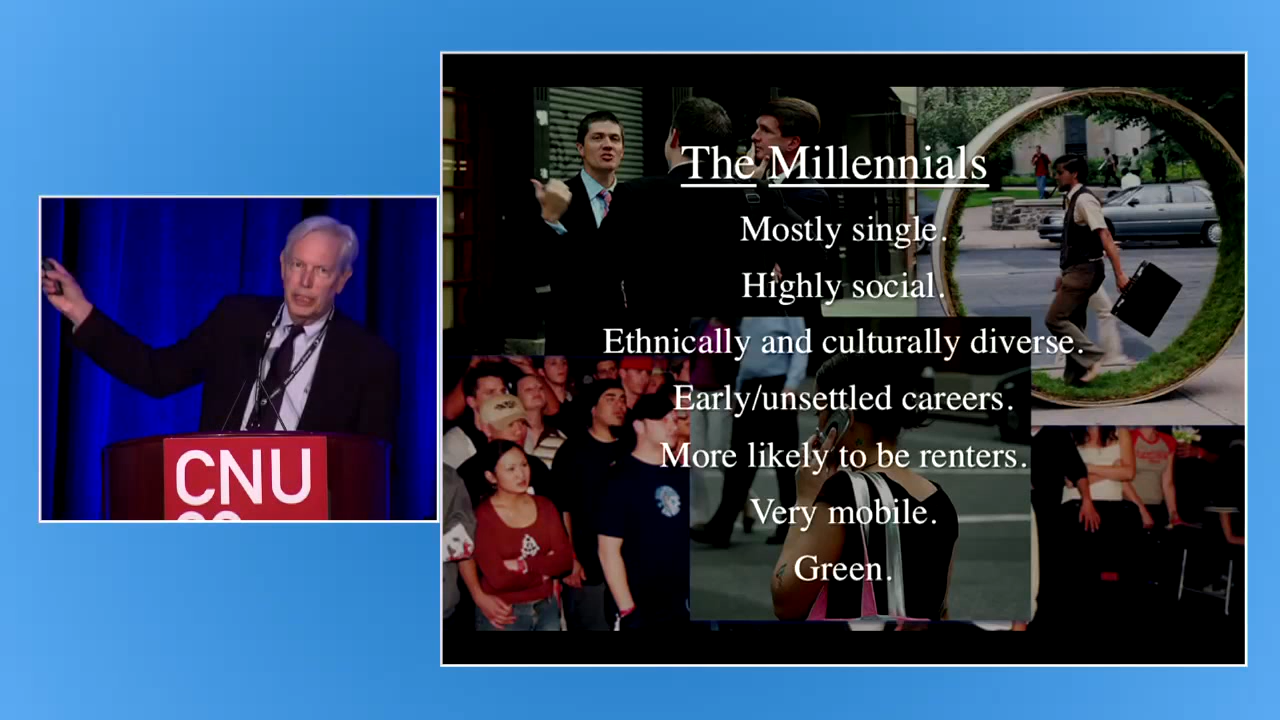 CNU
The Millennials
Mostly single.
Highly social.
Ethnically and culturally diverse.
Early/unsettled careers.
More likely to be renters.
Very mobile.
Green.